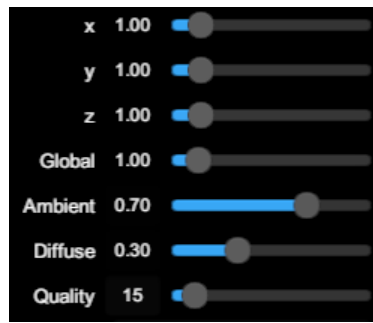 x 1.00
y 1.00
z 1.00
Global 1.00
Ambient 0.70
Diffuse 0.30
Quality 15